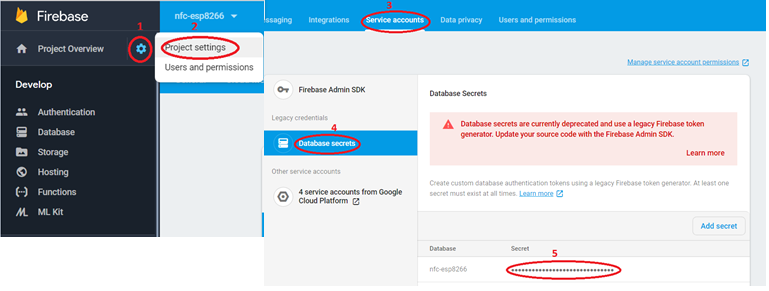 Firebase
nfc-esp8266
1
2
Project Overview
Project settings
Users and permissions
Develop
Authentication
Database
Storage
Hosting
Functions
ML Kit
3
ssaging
Integrations
Service accounts
Data privacy
Users and permissions
Manage service account permissions
Firebase Admin SDK
Legacy credentials
4
Database secrets
Other service accounts
4 service accounts from Google
Cloud Platform
Database Secrets
Database secrets are currently deprecated and use a legacy Firebase token
generator. Update your source code with the Firebase Admin SDK.
Learn more
Create custom database authentication tokens using a legacy Firebase token generator. At least one
secret must exist at all times. Learn more
Add secret
Database
Secret
5
nfc-esp8266
••••••••••••••••••••••••••••••